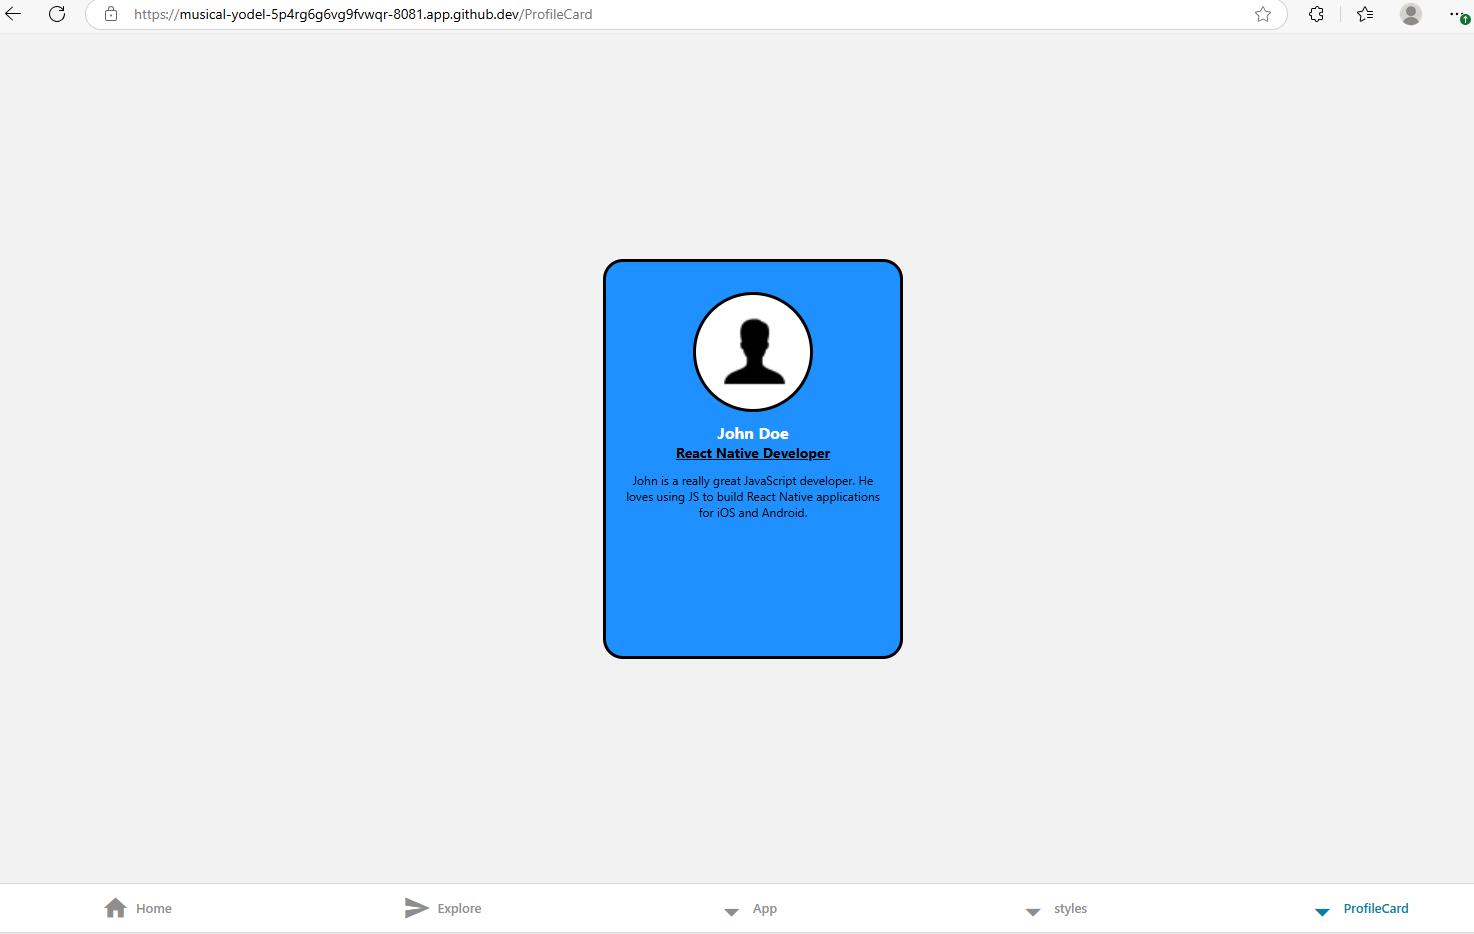 https://musical-yodel-5p4rg6g6vg9fvwqr-8081.app.github.dev/ProfileCard
John Doe
React Native Developer
John is a really great JavaScript developer. He
loves using JS to build React Native applications
for iOS and Android.
Home Explore App styles ProfileCard